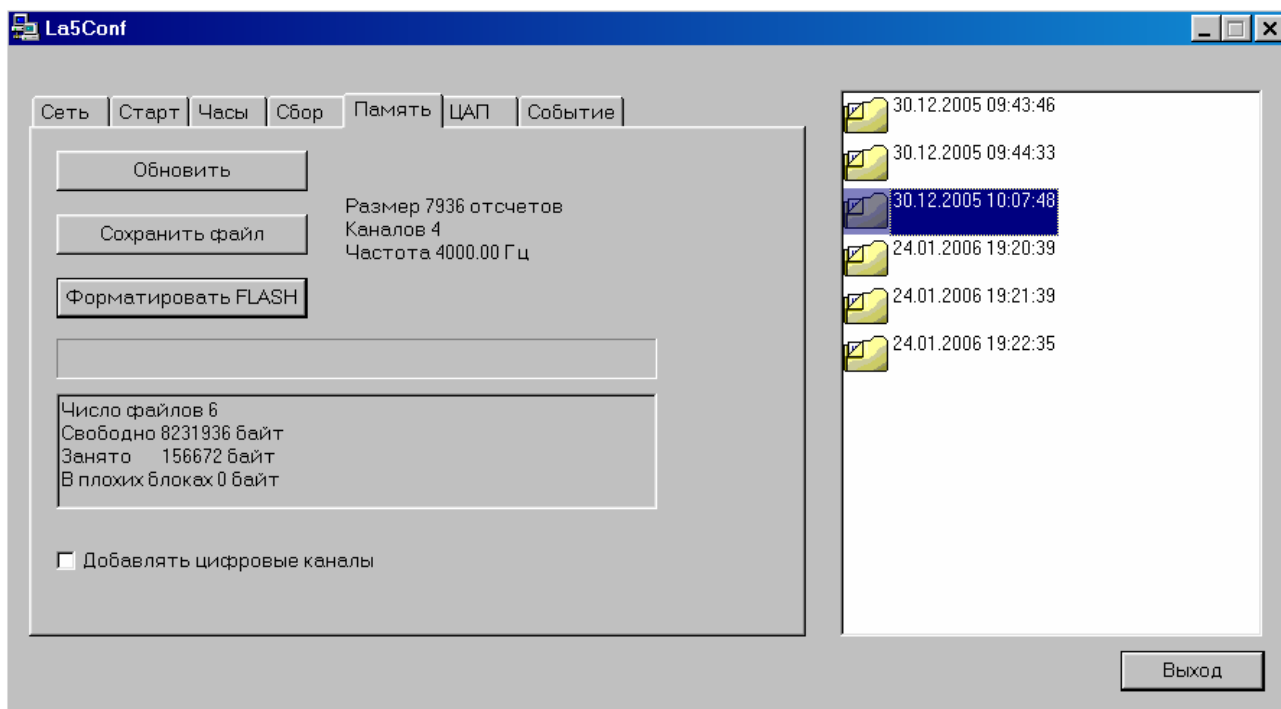 La5Conf
Сеть Старт Часы Сбор Память ЦАП Событие
Обновить
Сохранить файл
Форматировать FLASH
Размер 7936 отсчетов
Каналов 4
Частота 4000.00 Гц
Число файлов 6
Свободно 8231936 байт
Занято 156672 байт
В плохих блоках 0 байт
Добавлять цифровые каналы
30.12.2005 09:43:46
30.12.2005 09:44:33
30.12.2005 10:07:48
24.01.2006 19:20:39
24.01.2006 19:21:39
24.01.2006 19:22:35
Выход